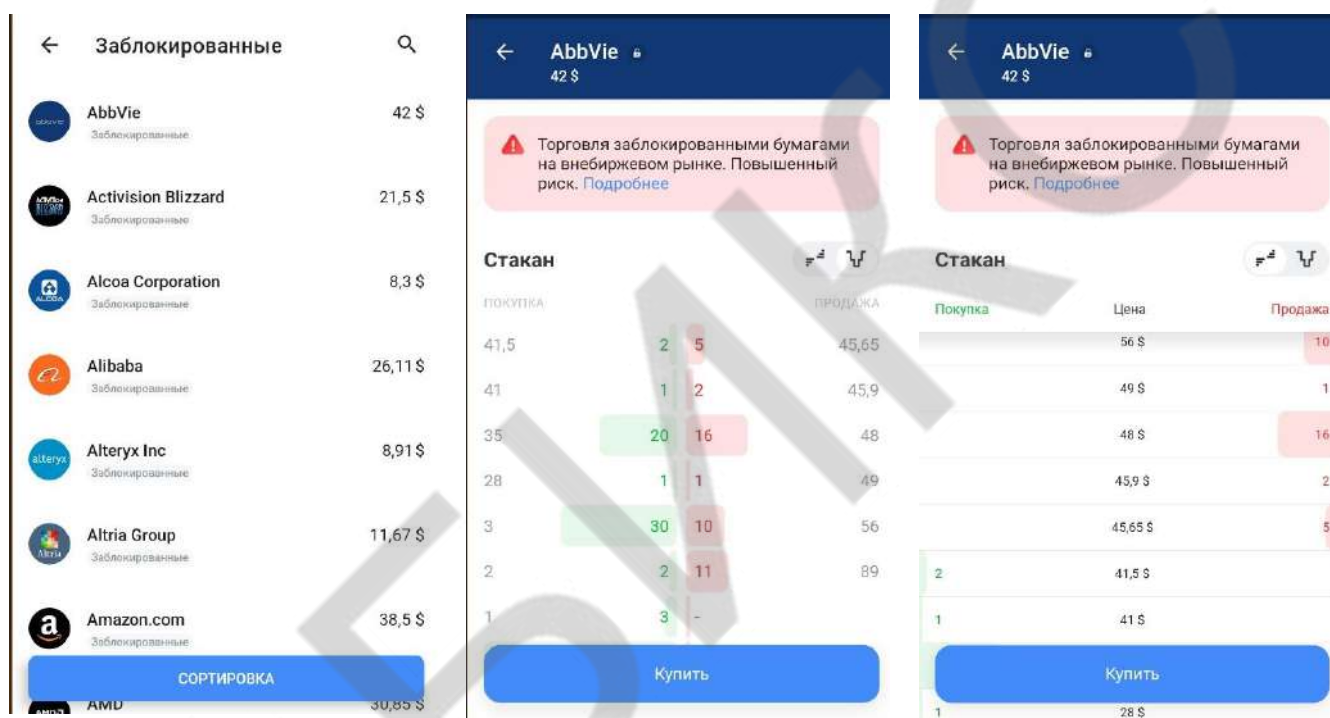 Заблокированные
AbbVie
42 $
Заблокированные
Activision Blizzard
21,5 $
Заблокированные
Alcoa Corporation
8,3 $
Заблокированные
Alibaba
26,11 $
Заблокированные
Alteryx Inc
8,91 $
Заблокированные
Altria Group
11,67 $
Заблокированные
Amazon.com
38,5 $
Заблокированные
СОРТИРОВКА
AMD
30,85 $
AbbVie
42 $
Торговля заблокированными бумагами
на внебиржевом рынке. Повышенный
риск. Подробнее
Стакан
ПОКУПКА ПРОДАЖА
41,5 2 5 45,65
41 1 2 45,9
35 20 16 48
28 1 1 49
3 30 10 56
2 2 11 89
1 3 -
Купить
AbbVie
42 $
Торговля заблокированными бумагами
на внебиржевом рынке. Повышенный
риск. Подробнее
Стакан
Покупка Цена Продажа
56 $ 10
49 $ 1
48 $ 16
45,9 $ 2
45,65 $ 5
2 41,5 $
1 41 $
Купить
1 28 $